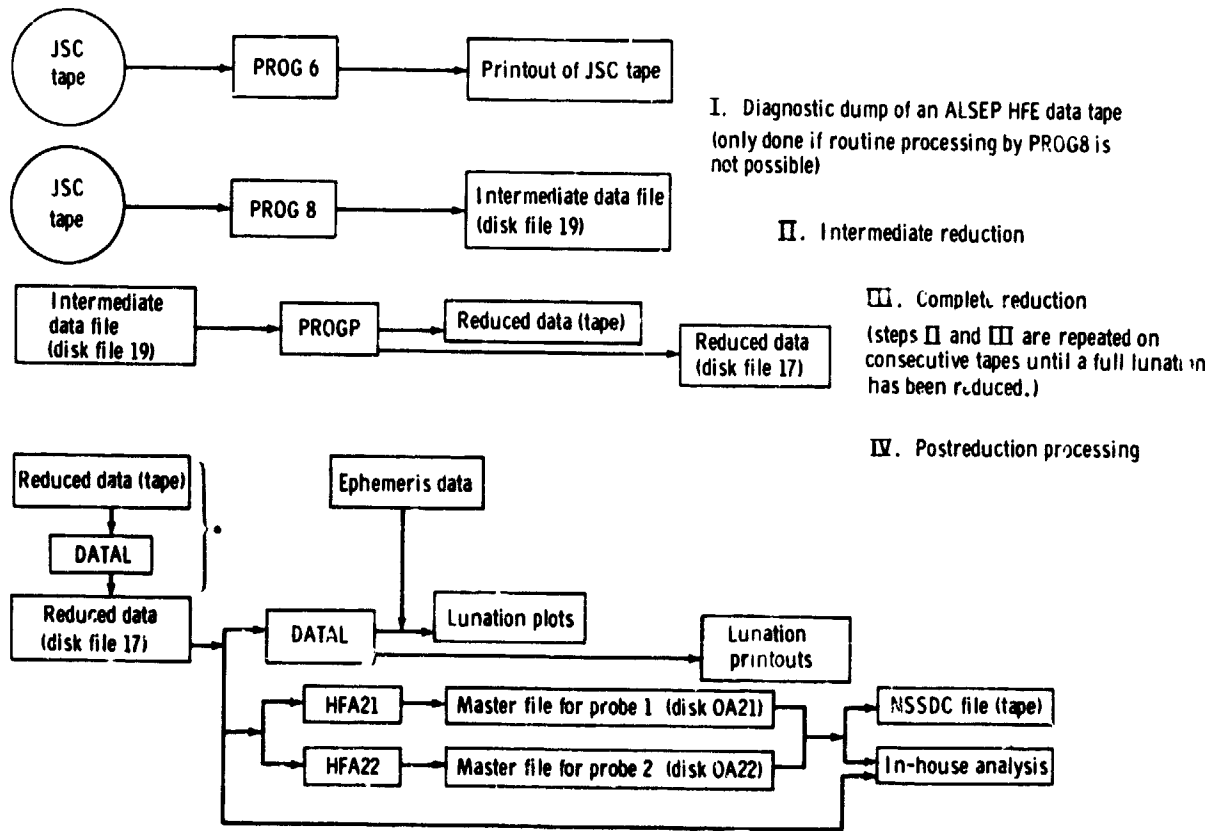 JSC
tape
PROG 6
Printout of JSC tape
I. Diagnostic dump of an ALSEP HFE data tape
(only done if routine processing by PROG8 is
not possible)
JSC
tape
PROG 8
Intermediate data file
(disk file 19)
II. Intermediate reduction
Intermediate
data file
(disk file 19)
PROGP
Reduced data (tape)
Reduced data
(disk file 17)
III. Complete reduction
(steps II and III are repeated on
consecutive tapes until a full lunation
has been reduced.)
IV. Postreduction processing
Reduced data (tape)
DATAL
Reduced data
(disk file 17)
Ephemeris data
DATAL
Lunation plots
Lunation
printouts
HFA21
Master file for probe 1 (disk OA21)
HFA22
Master file for probe 2 (disk OA22)
NSSDC file (tape)
In-house analysis